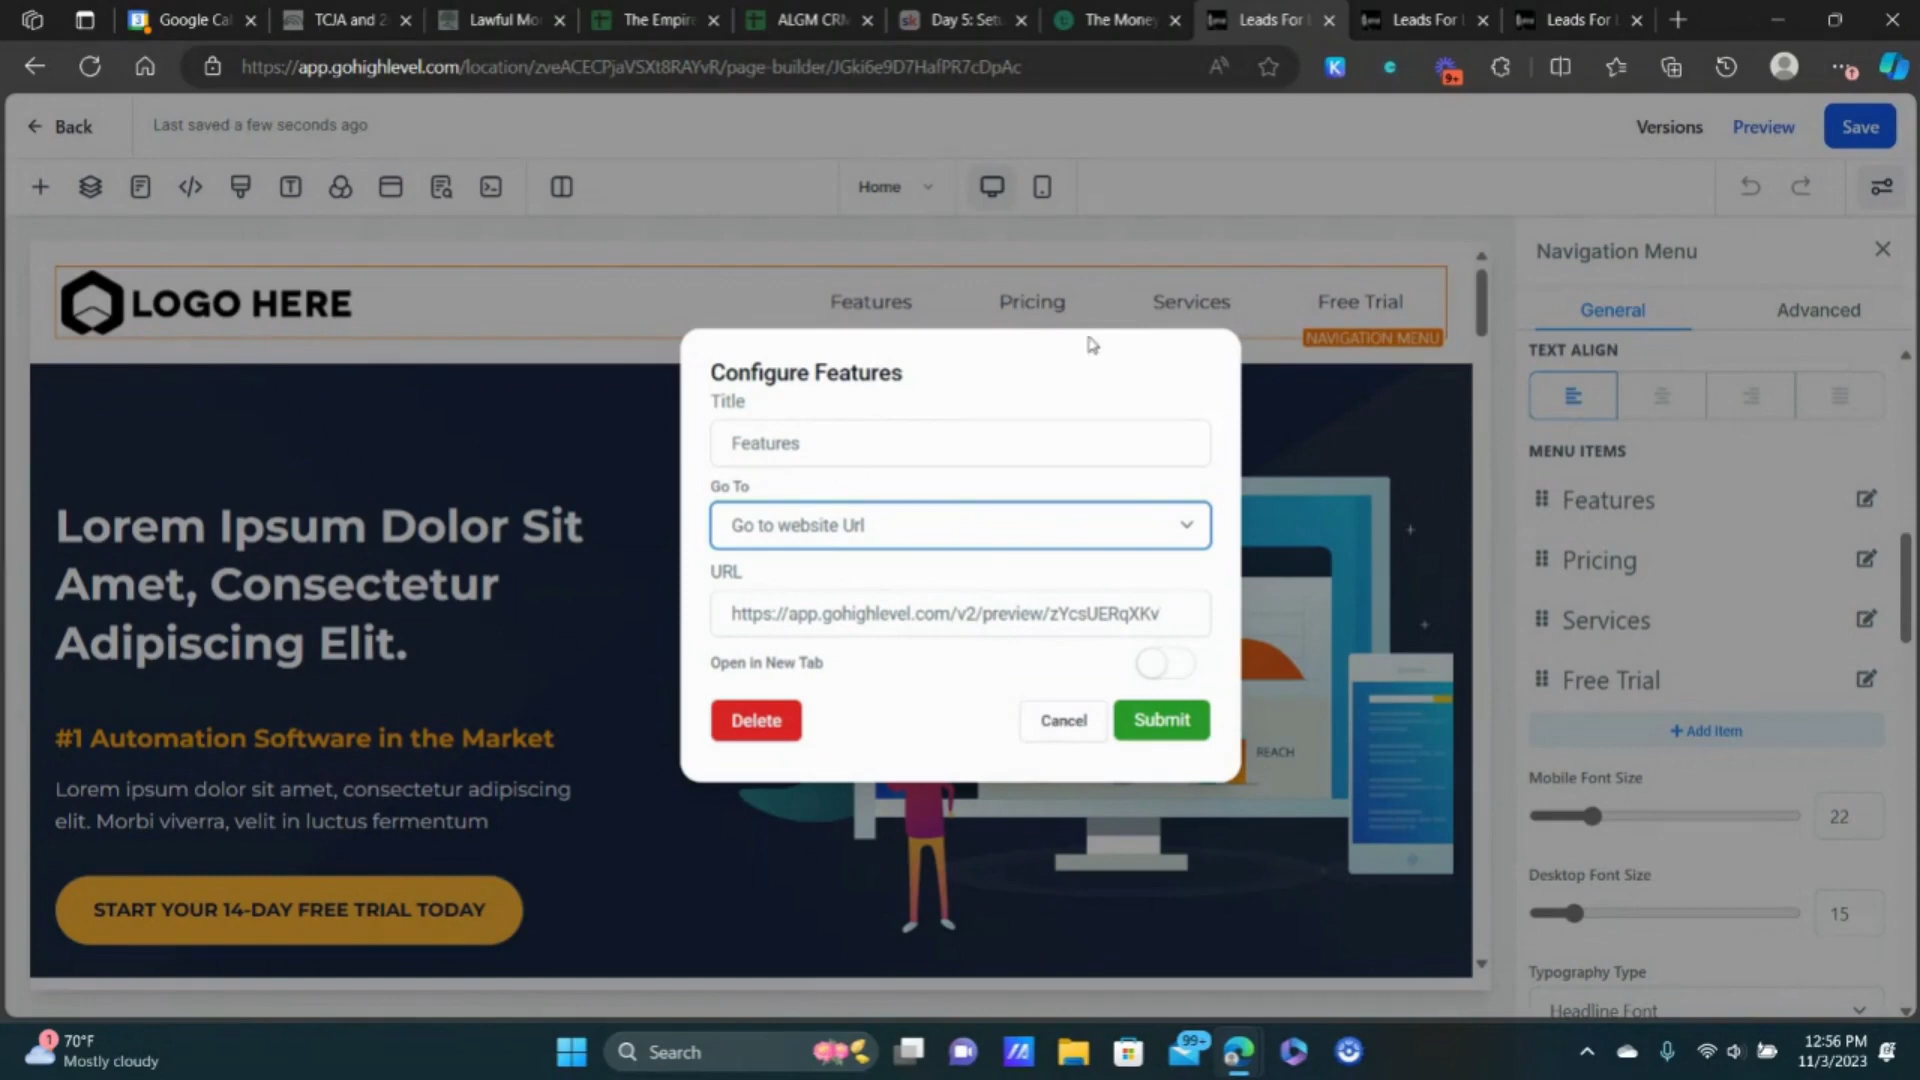 Google Cal
TCJA and 2
Lawful Mo
The Empire
ALGM CRM
Day 5: Set
The Money
Leads For
Leads For
Leads For
https://app.gohighlevel.com/location/zveACECPjaVSXt8RAYvR/page-builder/JGki6e9D7HafPR7cDpAc
9+
Back
Last saved a few seconds ago
Versions
Preview
Save
Home
Navigation Menu
LOGO HERE
Features
Pricing
Services
Free Trial
NAVIGATION MENU
General
Advanced
TEXT ALIGN
Configure Features
Title
Features
Go To
Go to website Url
URL
https://app.gohighlevel.com/v2/preview/zYcsUERqXKv
Open in New Tab
Delete
Cancel
Submit
MENU ITEMS
Features
Pricing
Services
Free Trial
+ Add Item
Mobile Font Size
22
Desktop Font Size
15
Typography Type
Headline Font
Lorem Ipsum Dolor Sit
Amet, Consectetur
Adipiscing Elit.
#1 Automation Software in the Market
Lorem ipsum dolor sit amet, consectetur adipiscing
elit. Morbi viverra, velit in luctus fermentum
START YOUR 14-DAY FREE TRIAL TODAY
REACH
1
70°F
Mostly cloudy
Search
99+
12:56 PM
11/3/2023